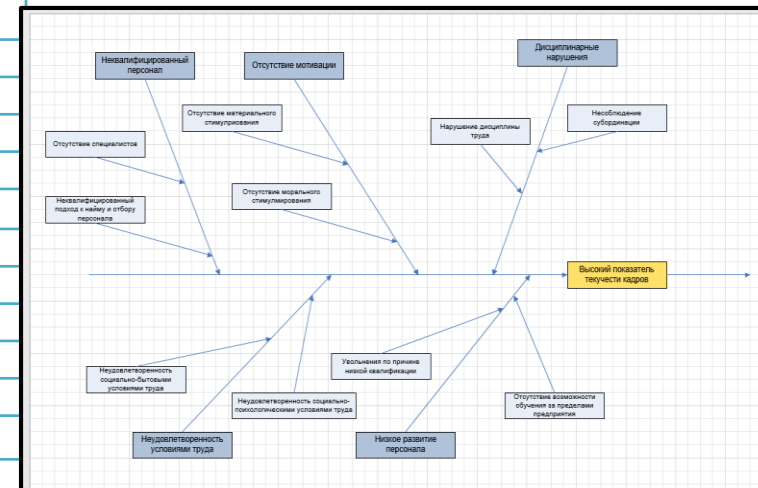 Неквалифицированный
персонал
Отсутствие мотивации
Дисциплинарные
нарушения
Отсутствие материального
стимулриования
Несоблюдение
субординации
Нарушение дисциплины
труда
Отсутствие специалистов
Отсутствие морального
стимулмирования
Неквалифицированный
подход к найму и отбору
персонала
Высокий показатель
текучести кадров
Увольнения по причине
низкой квалификации
Неудовлетворенность
социально-бытовыми
условиями труда
Неудовлетворенность социально-
психологическими условиями труда
Отсутствие возможности
обучения за пределами
предприятия
Неудовлетворенность
условиями труда
Низкое развитие
персонала